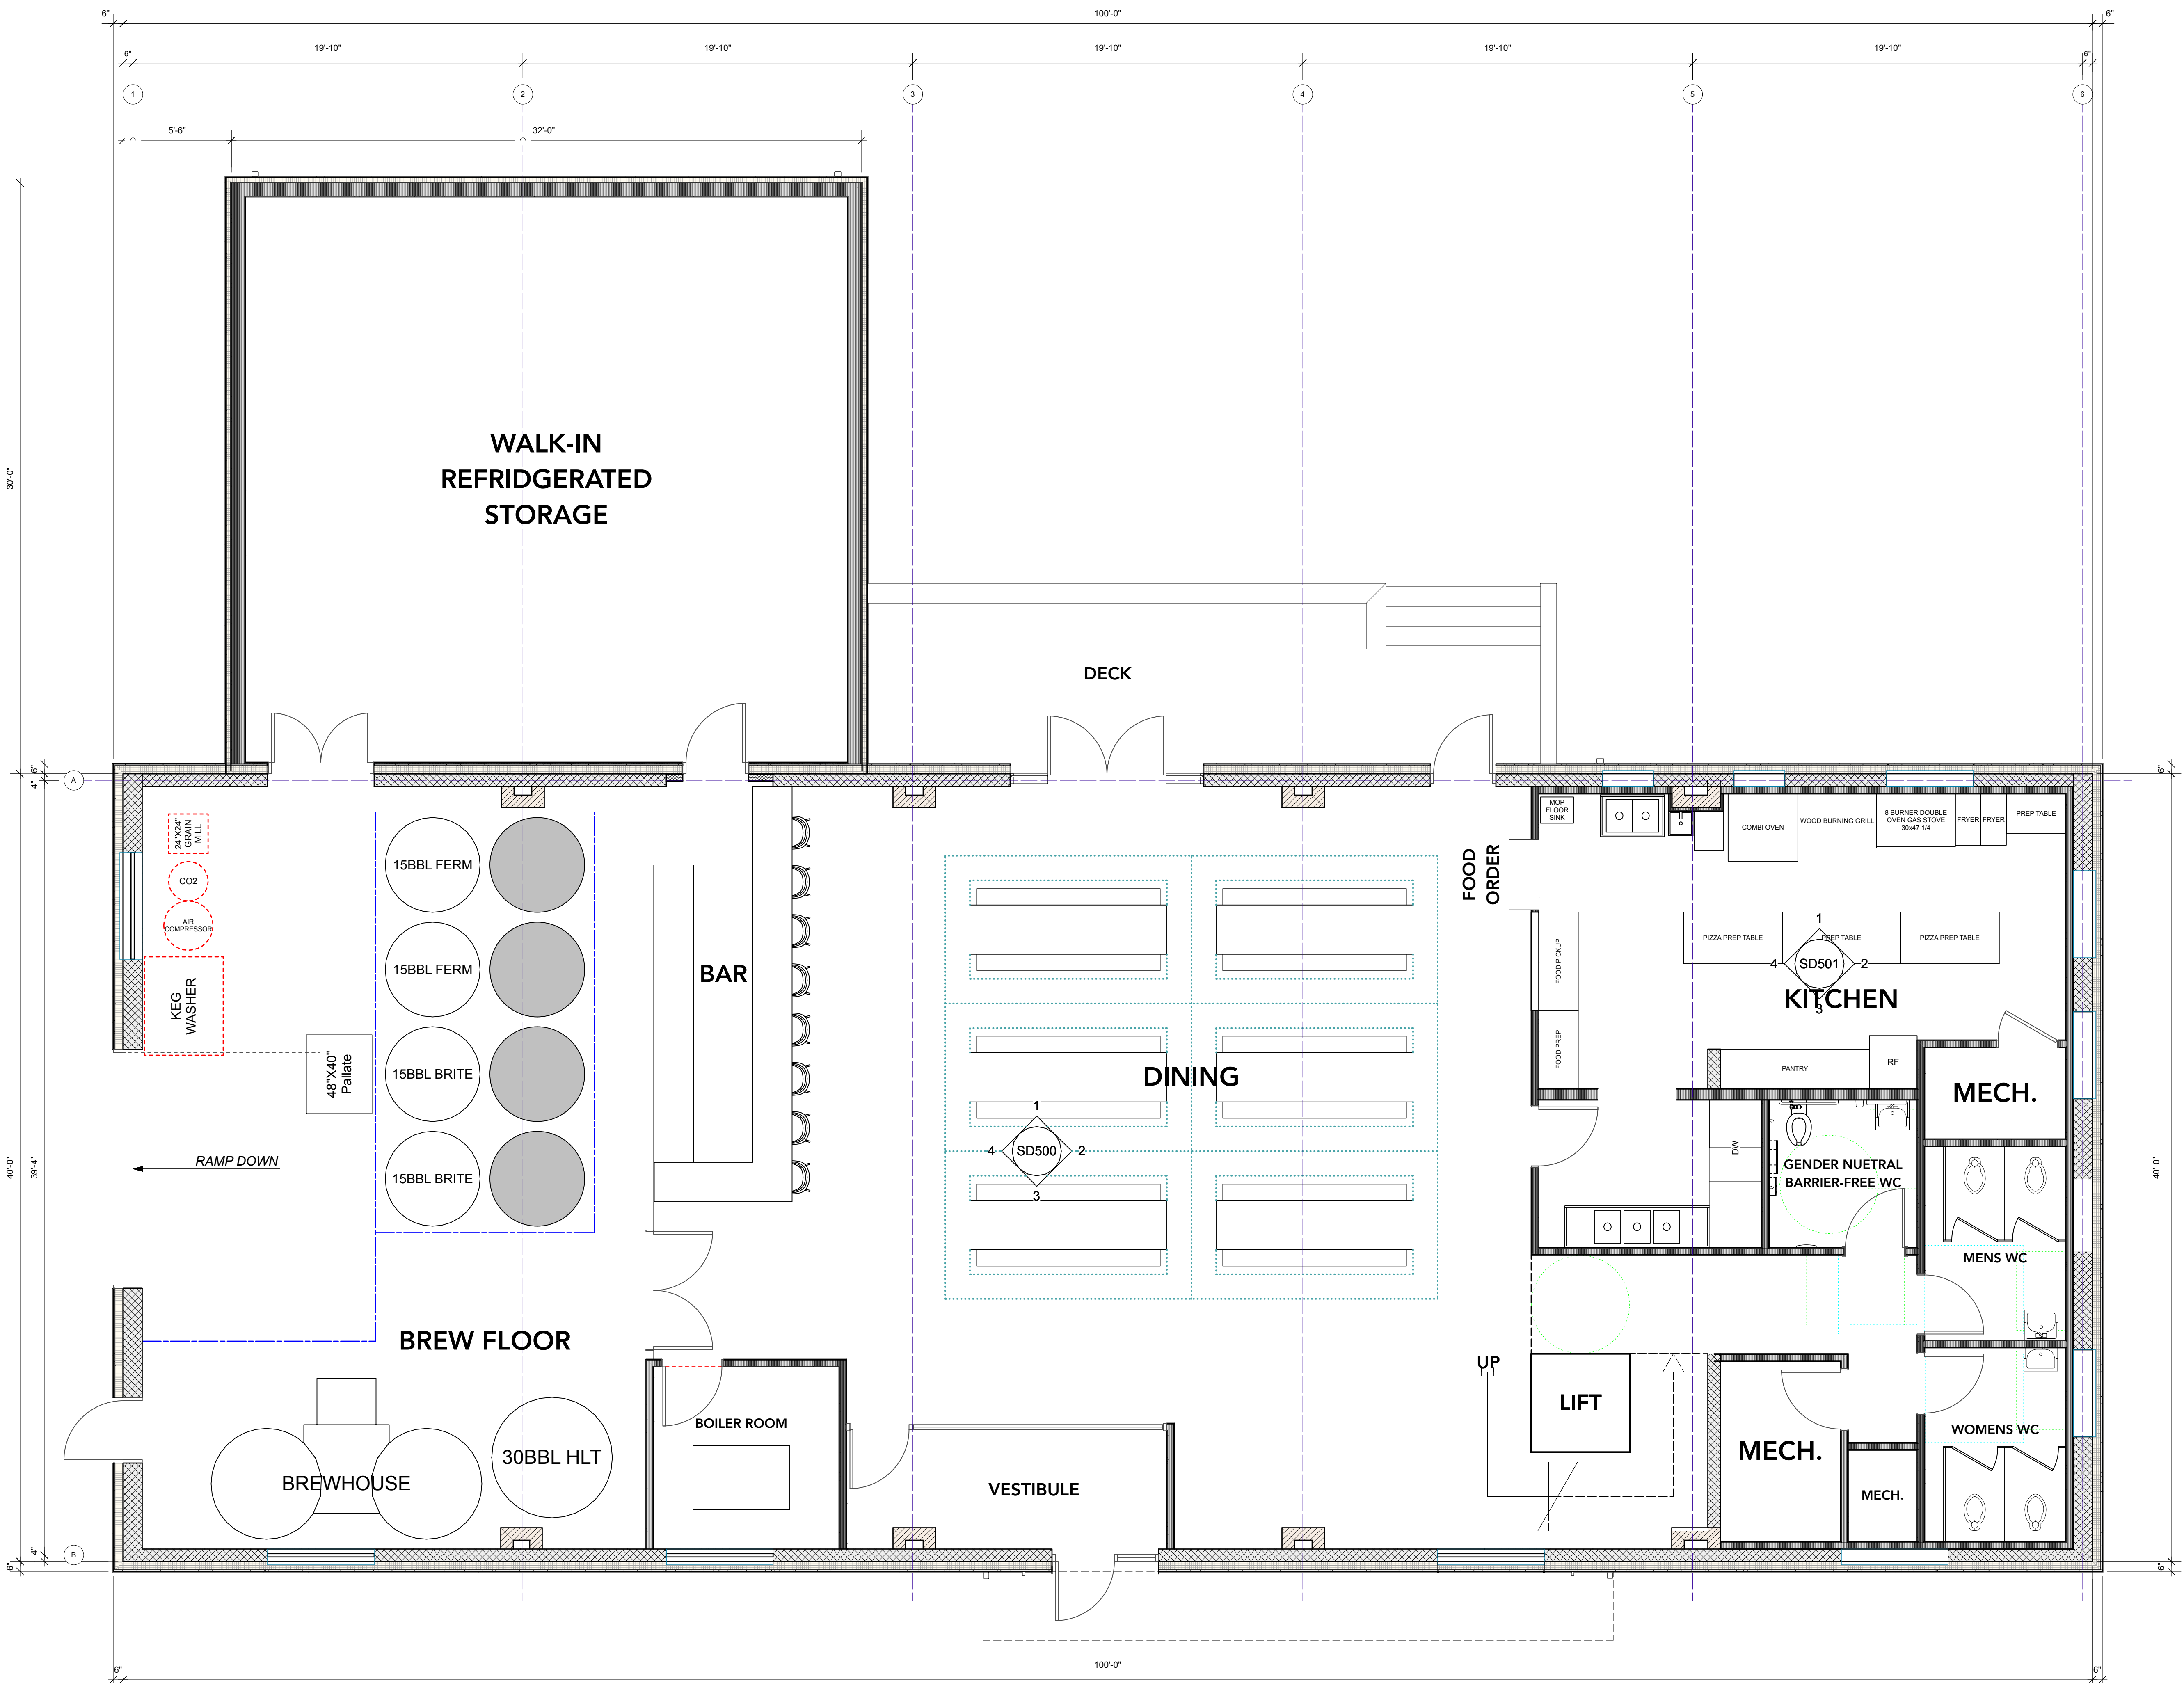 6"
100'-0"
6"
6"
19'-10"
19'-10"
19'-10"
19'-10"
19'-10"
6"
1
2
3
4
5
6
5'-6"
32'-0"
30'-0"
WALK-IN
REFRIDGERATED
STORAGE
DECK
6"
4"
A
6"
24"X24"
GRAIN
MILL
CO2
AIR
COMPRESSOR
KEG
WASHER
48"X40"
Pallate
RAMP DOWN
15BBL FERM
15BBL FERM
15BBL BRITE
15BBL BRITE
BREW FLOOR
BREWHOUSE
30BBL HLT
BAR
BOILER ROOM
VESTIBULE
DINING
1
4
SD500
2
3
FOOD
ORDER
MOP
FLOOR
SINK
COMBI OVEN
WOOD BURNING GRILL
8 BURNER DOUBLE
OVEN GAS STOVE
30x47 1/4
FRYER
FRYER
PREP TABLE
FOOD PICKUP
FOOD PREP
PIZZA PREP TABLE
PREP TABLE
PIZZA PREP TABLE
1
4
SD501
2
3
KITCHEN
PANTRY
RF
MECH.
DW
GENDER NUETRAL
BARRIER-FREE WC
MENS WC
UP
LIFT
MECH.
MECH.
WOMENS WC
40'-0"
39'-4"
40'-0"
4"
B
6"
6"
6"
100'-0"
6"